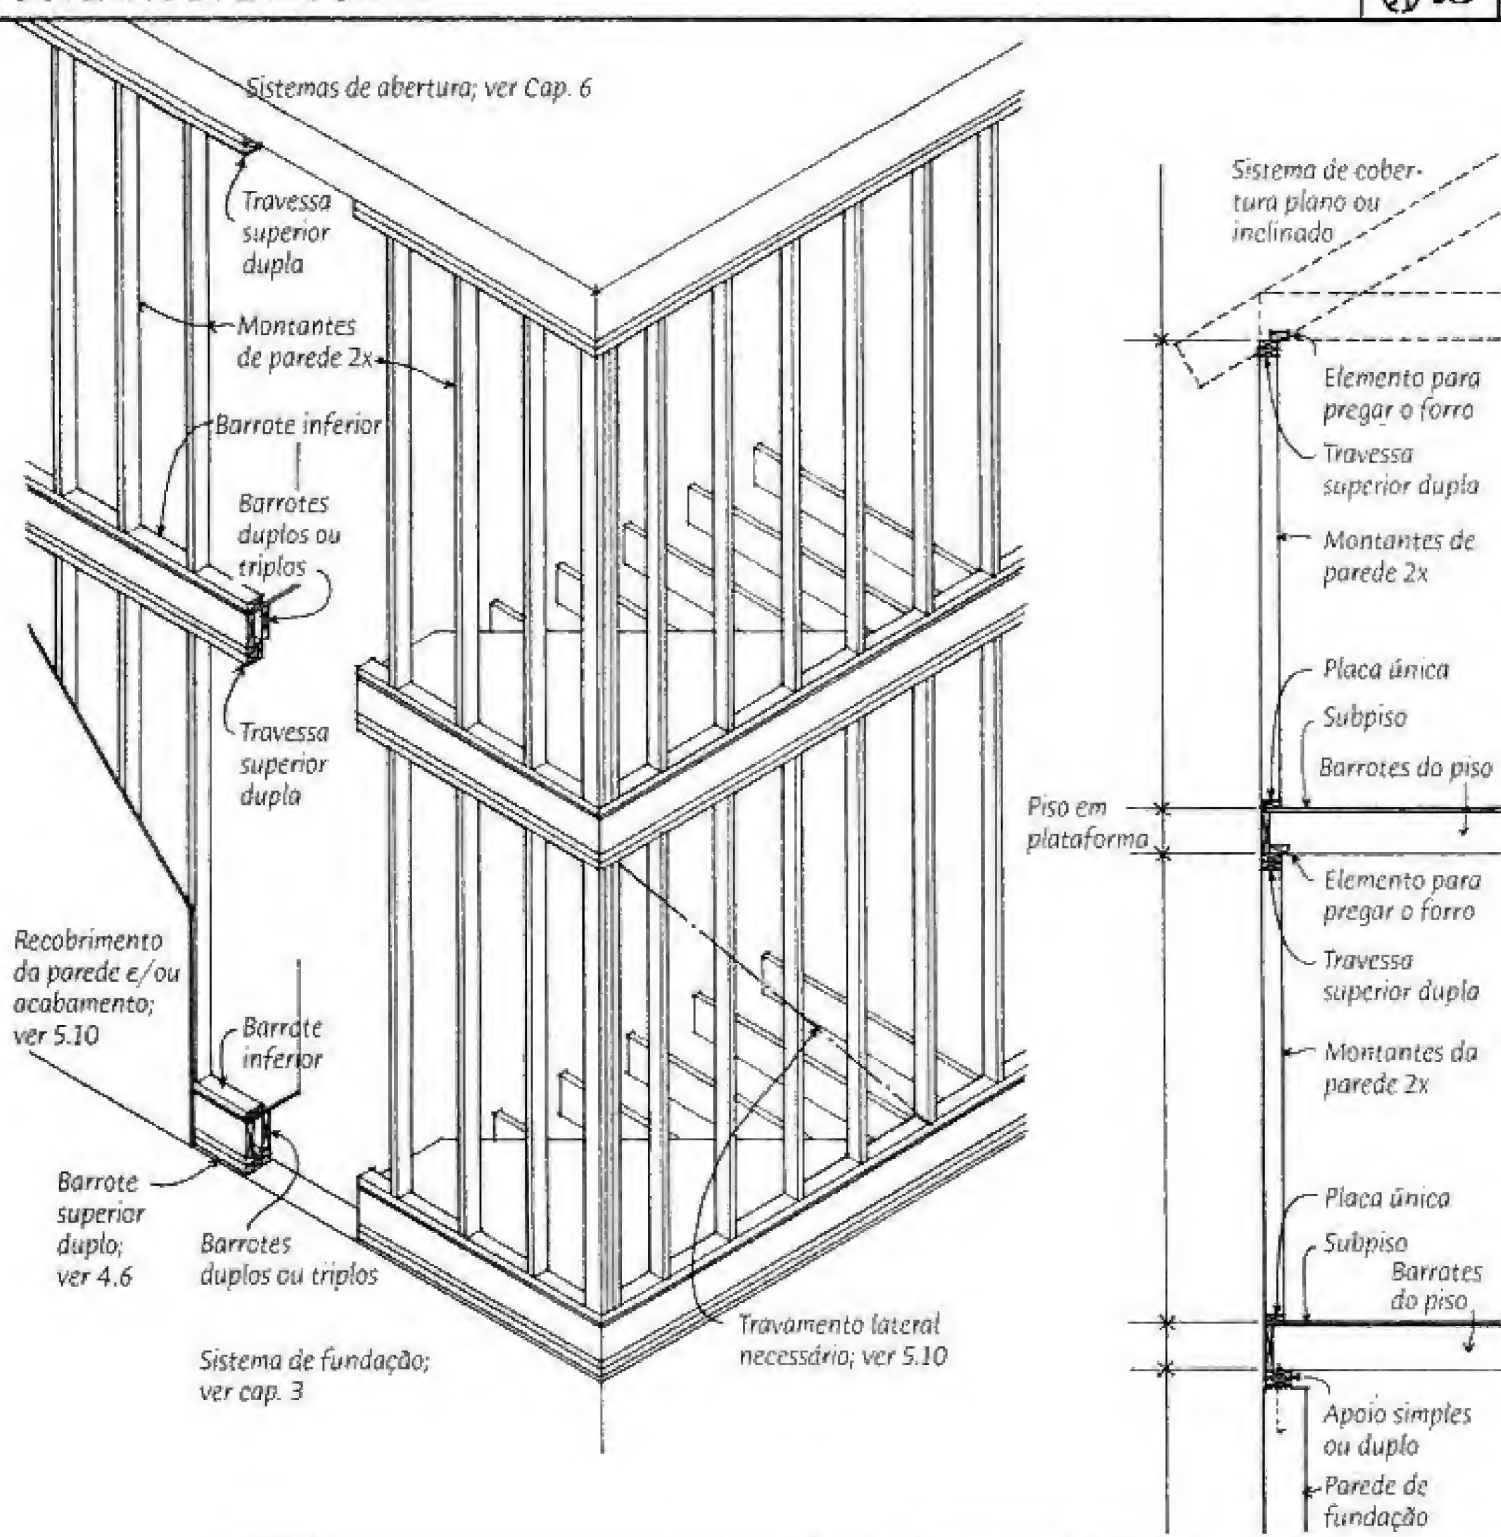 Sistemas de abertura; ver Cap. 6
Travessa
superior
dupla
Montantes
de parede 2x
Barrote inferior
Barrotes
duplos ou
triplos
Travessa
superior
dupla
Recobrimento
da parede e/ou
acabamento;
ver 5.10
Barrote
inferior
Barrote
superior
duplo;
ver 4.6
Barrotes
duplos ou triplos
Sistema de fundação;
ver cap. 3
Travamento lateral
necessário; ver 5.10
Sistema de cober-
tura plano ou
inclinado
Elemento para
pregar o forro
Travessa
superior dupla
Montantes de
parede 2x
Placa única
Subpiso
Barrotes do piso
Piso em
plataforma
Elemento para
pregar o forro
Travessa
superior dupla
Montantes da
parede 2x
Placa única
Subpiso
Barrotes
do piso
Apoio simples
ou duplo
Parede de
fundação